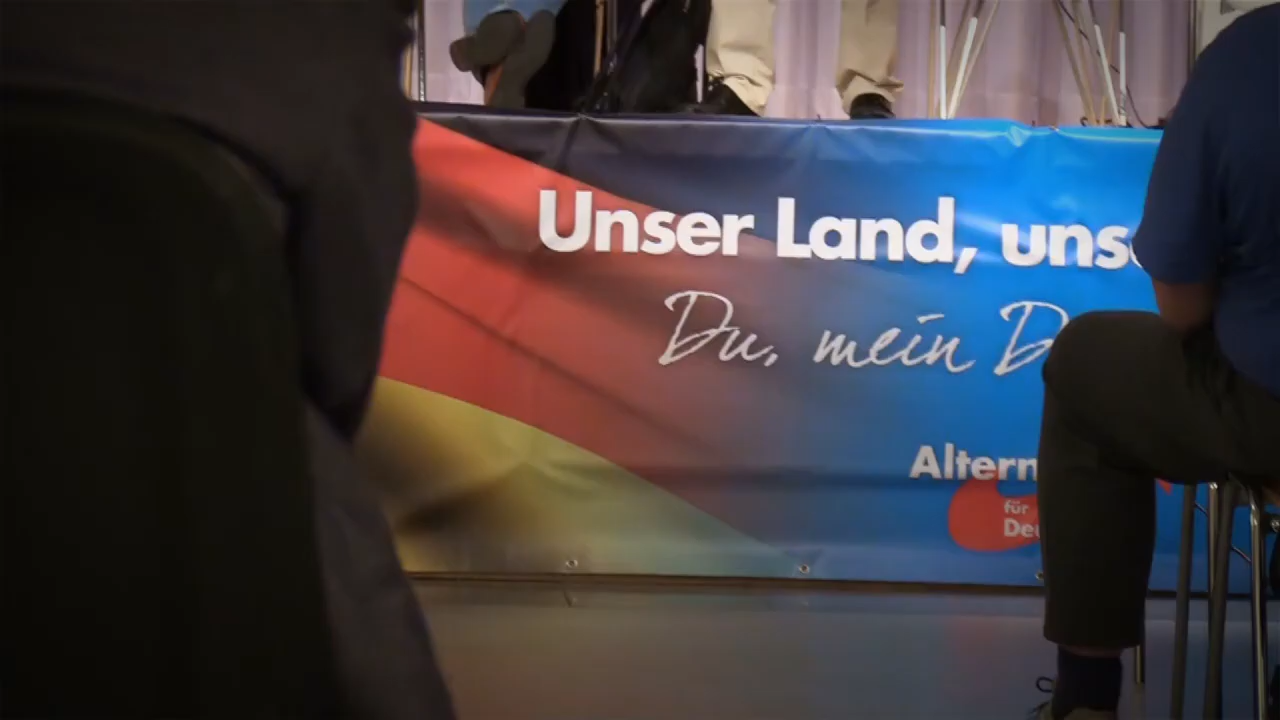 Unser Land, uns
Du, mein D
Altern
für
Deu